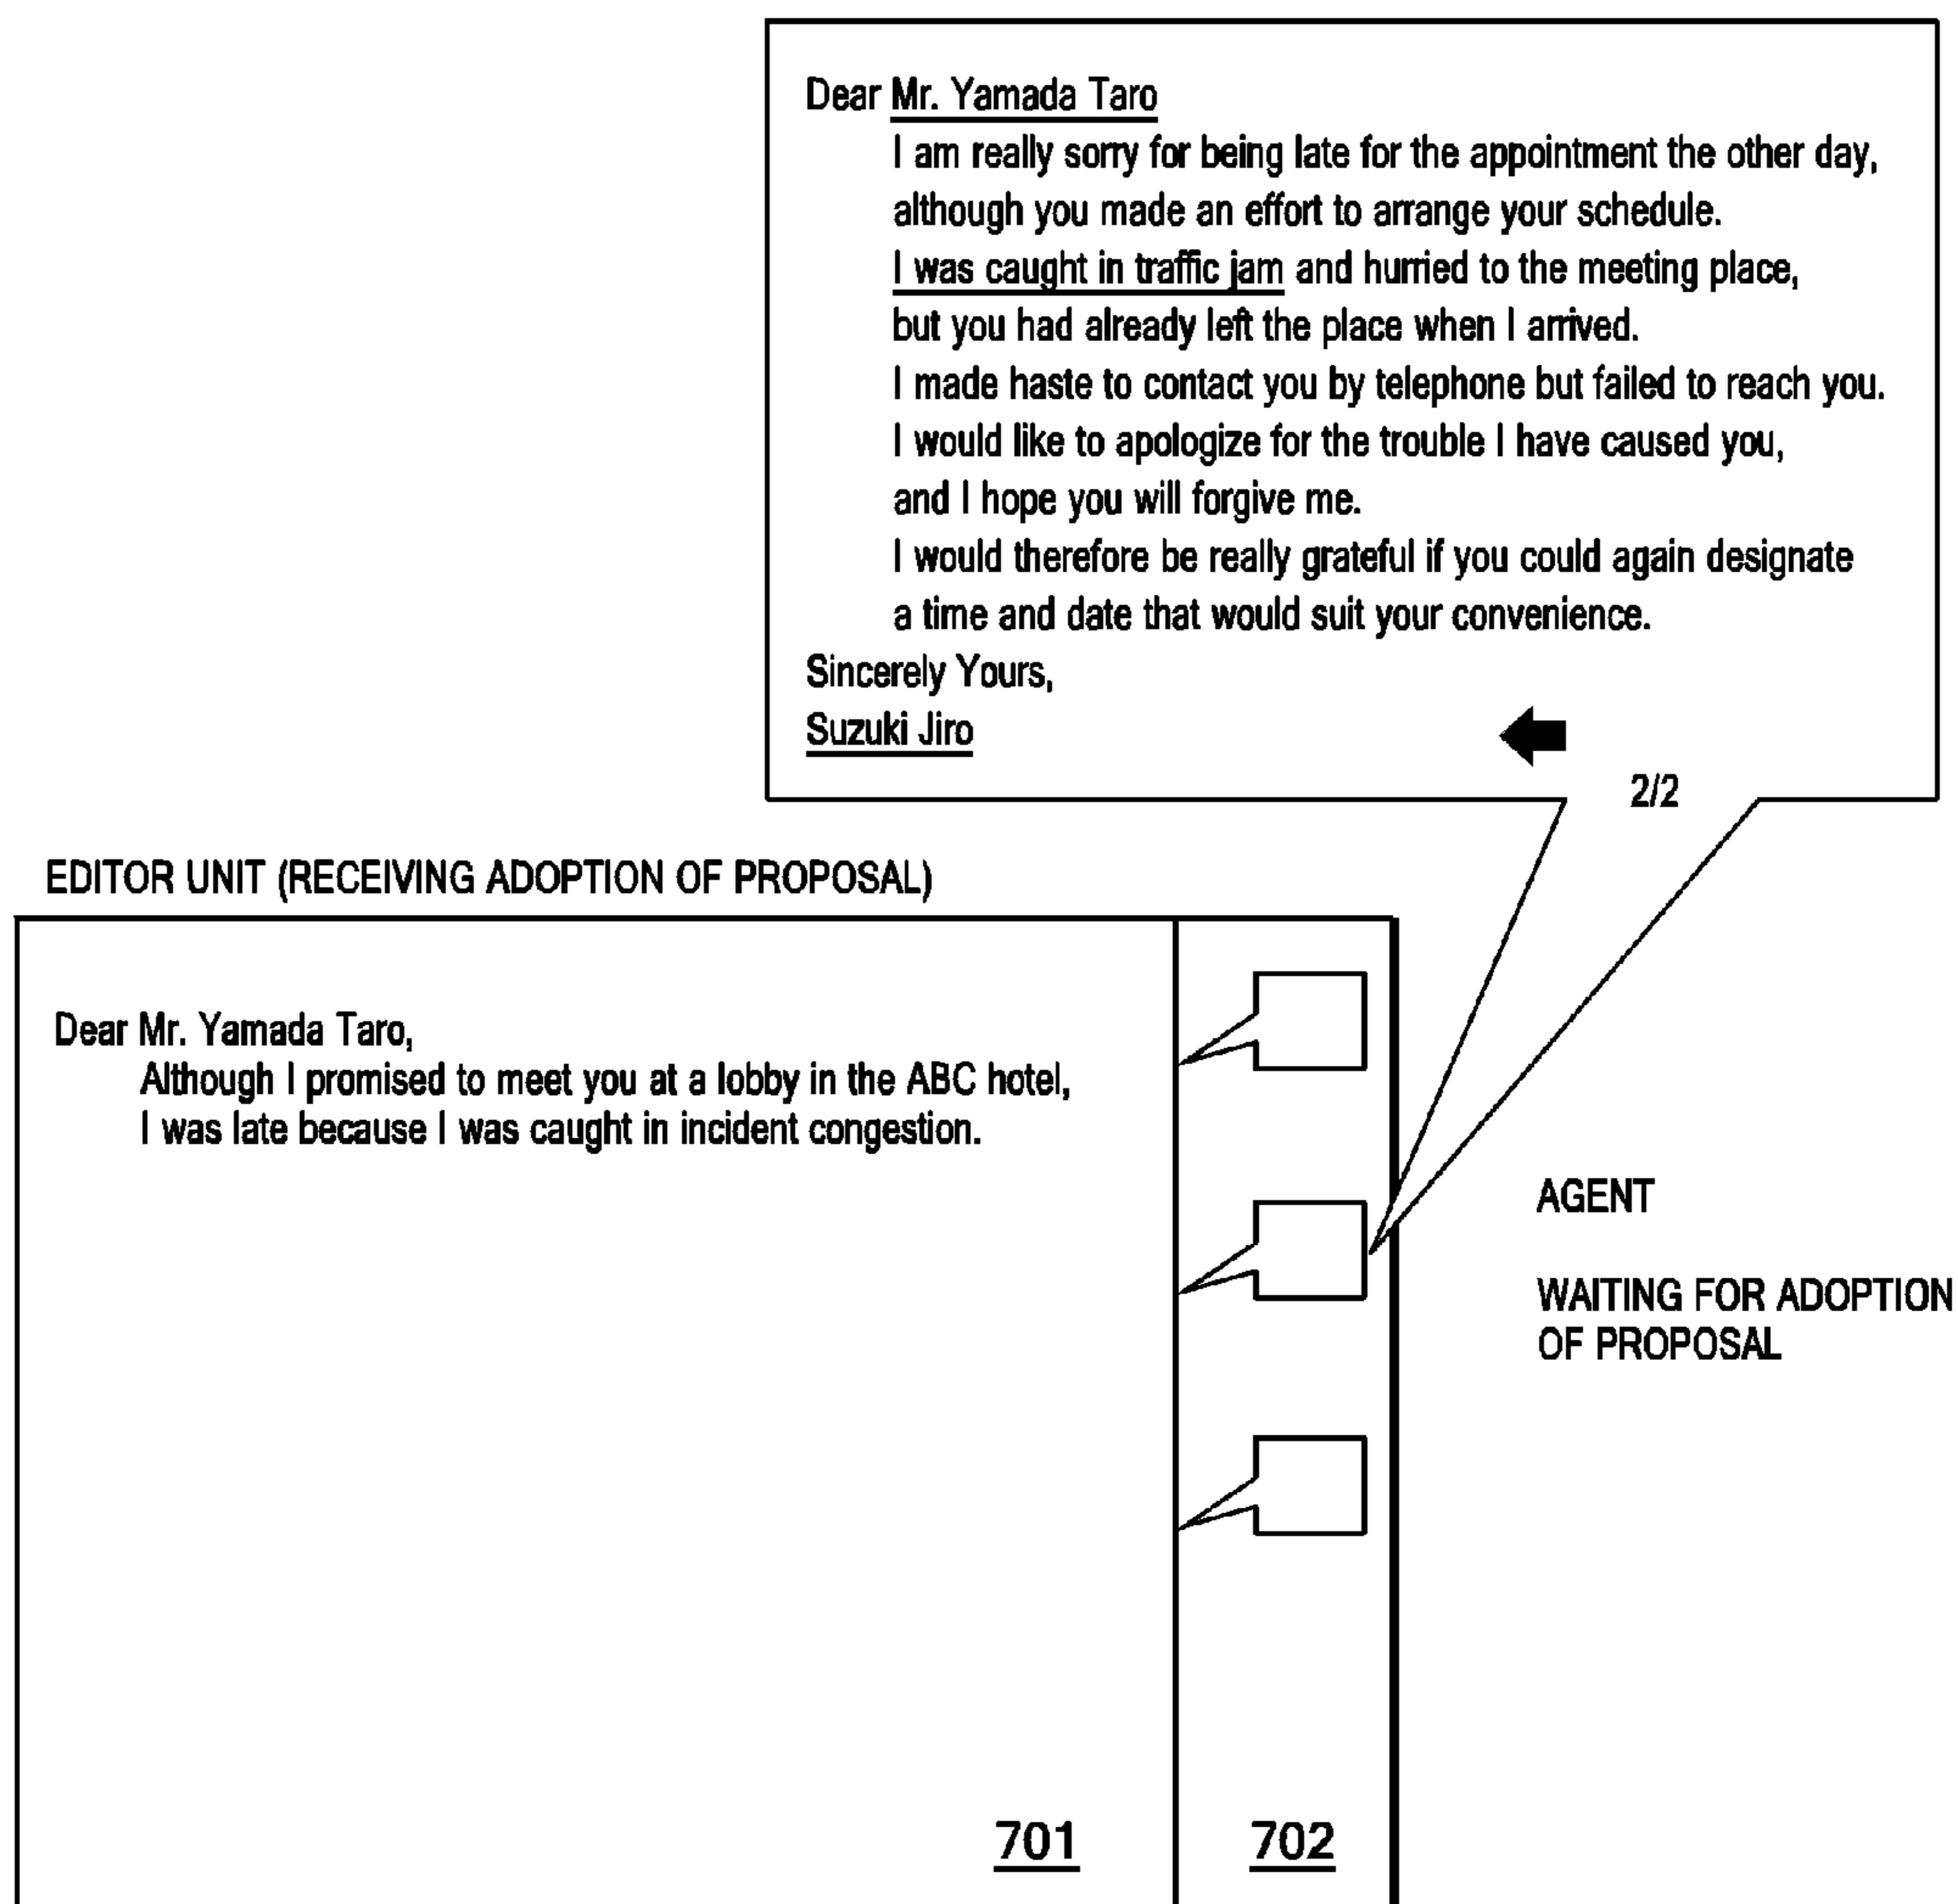 Dear Mr. Yamada Taro
I am really sorry for being late for the appointment the other day,
although you made an effort to arrange your schedule.
I was caught in traffic jam and hurried to the meeting place,
but you had already left the place when I arrived.
I made haste to contact you by telephone but failed to reach you.
I would like to apologize for the trouble I have caused you,
and I hope you will forgive me.
I would therefore be really grateful if you could again designate
a time and date that would suit your convenience.
Sincerely Yours,
Suzuki Jiro
2/2
EDITOR UNIT (RECEIVING ADOPTION OF PROPOSAL)
Dear Mr. Yamada Taro,
Although I promised to meet you at a lobby in the ABC hotel,
I was late because I was caught in incident congestion.
AGENT
WAITING FOR ADOPTION
OF PROPOSAL
701
702